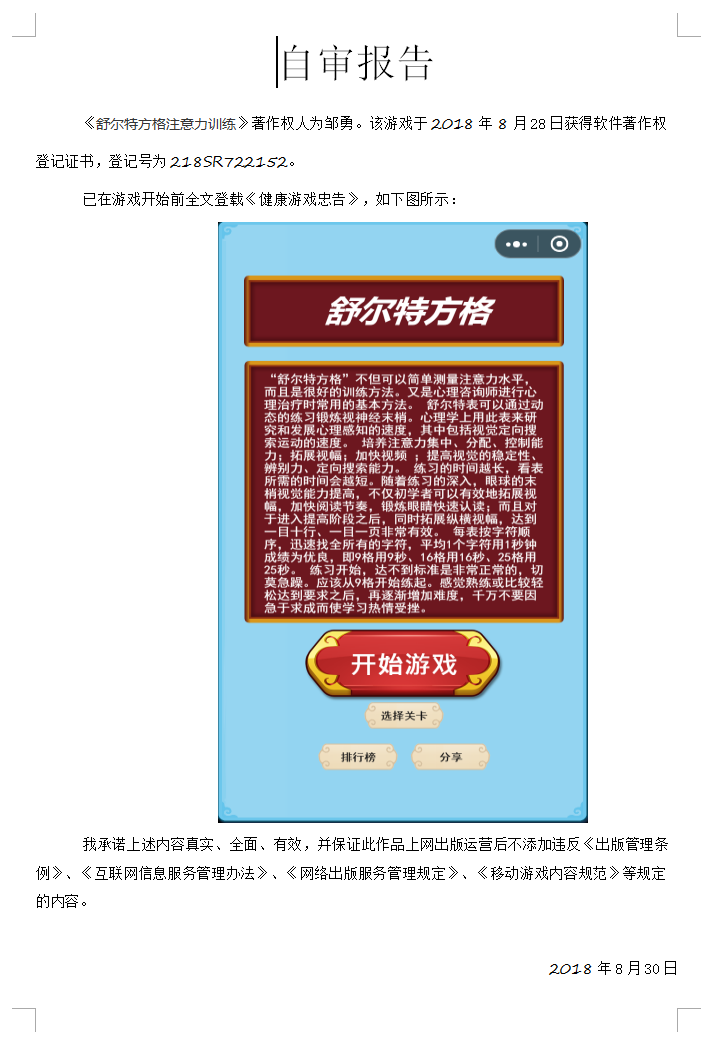 自审报告
《舒尔特方格注意力训练》著作权人为邹勇。该游戏于 2018 年 8 月28日获得软件著作权
登记证书，登记号为 218SR722152。
已在游戏开始前全文登载《健康游戏忠告》，如下图所示：
舒尔特方格
“舒尔特方格”不但可以简单测量注意力水平，
而且是很好的训练方法。又是心理咨询师进行心
理治疗时常用的基本方法。 舒尔特表可以通过动
态的练习锻炼视神经末梢。心理学上用此表来研
究和发展心理感知的速度，其中包括视觉定向搜
索运动的速度。 培养注意力集中、分配、控制能
力；拓展视幅；加快视频 ；提高视觉的稳定性、
辨别力、定向搜索能力。 练习的时间越长，看表
所需的时间会越短。随着练习的深入，眼球的末
梢视觉能力提高，不仅初学者可以有效地拓展视
幅，加快阅读节奏，锻炼眼睛快速认读；而且对
于进入提高阶段之后，同时拓展纵横视幅，达到
一目十行、一目一页非常有效。 每表按字符顺
序，迅速找全所有的字符，平均1个字符用1秒钟
成绩为优良，即9格用9秒、16格用16秒、25格用
25秒。 练习开始，达不到标准是非常正常的，切
莫急躁。应该从9格开始练起。感觉熟练或比较轻
松达到要求之后，再逐渐增加难度，千万不要因
急于求成而使学习热情受挫。
开始游戏
选择关卡
排行榜 分享
我承诺上述内容真实、全面、有效，并保证此作品上网出版运营后不添加违反《出版管理条
例》、《互联网信息服务管理办法》、《网络出版服务管理规定》、《移动游戏内容规范》等规定
的内容。
2018 年 8 月 30 日